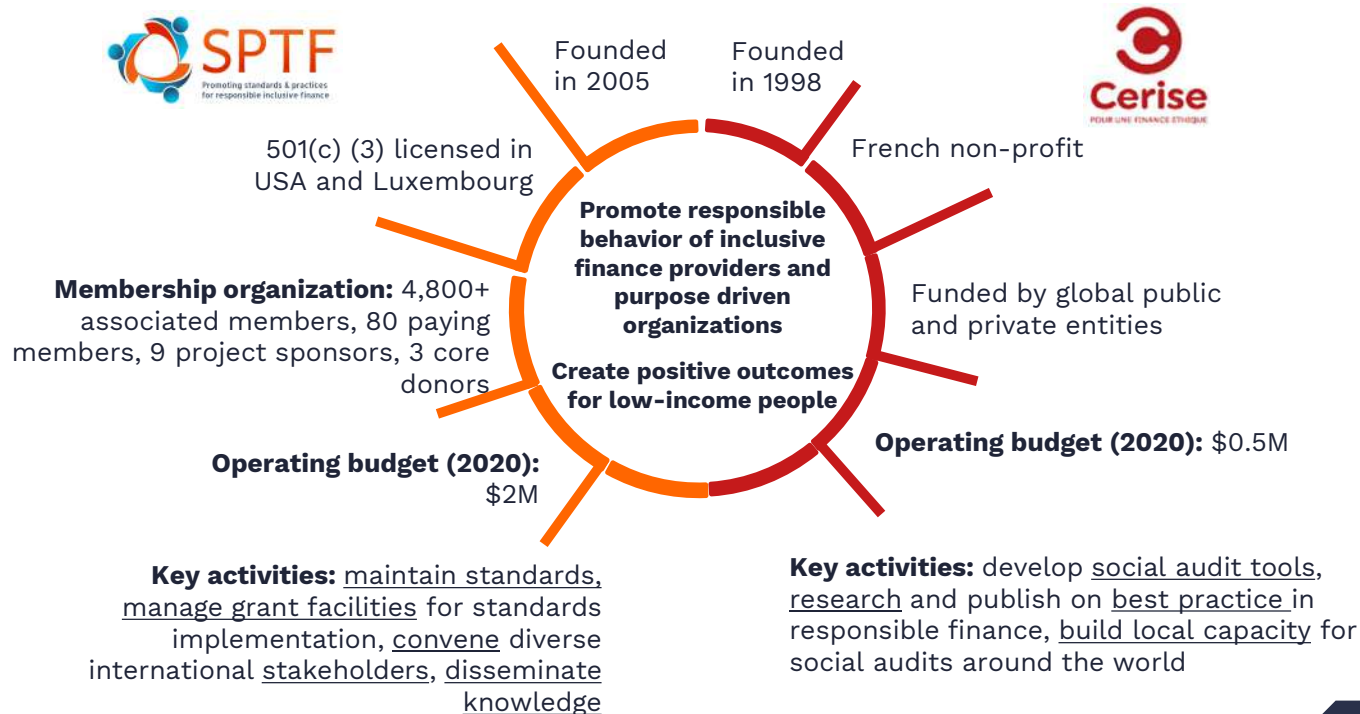 SPTF
Promoting standards & practices
for responsible inclusive finance
Founded
in 2005
501(c) (3) licensed in
USA and Luxembourg
Membership organization: 4,800+
associated members, 80 paying
members, 9 project sponsors, 3 core
donors
Operating budget (2020):
$2M
Key activities: maintain standards,
manage grant facilities for standards
implementation, convene diverse
international stakeholders, disseminate
knowledge
Promote responsible
behavior of inclusive
finance providers and
purpose driven
organizations
Create positive outcomes
for low-income people
Cerise
POUR UNE FINANCE ETHIQUE
Founded
in 1998
French non-profit
Funded by global public
and private entities
Operating budget (2020): $0.5M
Key activities: develop social audit tools,
research and publish on best practice in
responsible finance, build local capacity for
social audits around the world